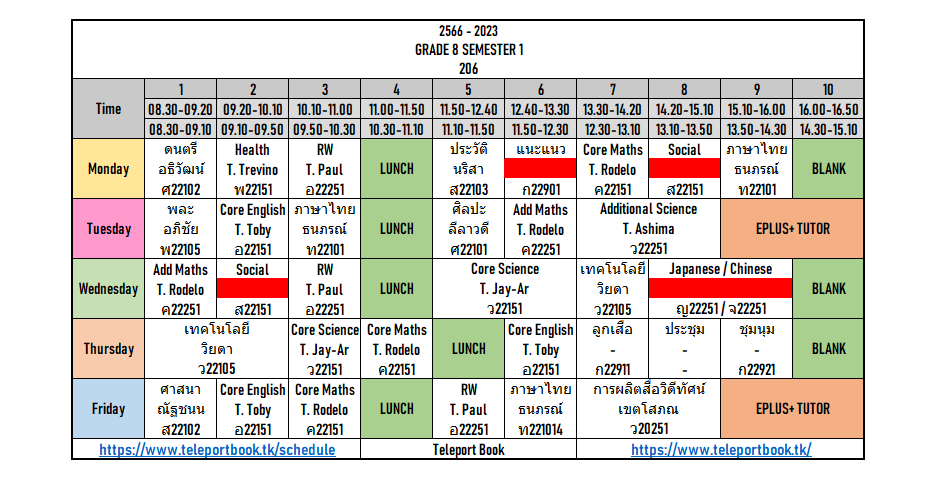 2566 - 2023
GRADE 8 SEMESTER 1
206
Time 1 2 3 4 5 6 7 8 9 10
08.30-09.20 09.20-10.10 10.10-11.00 11.00-11.50 11.50-12.40 12.40-13.30 13.30-14.20 14.20-15.10 15.10-16.00 16.00-16.50
08.30-09.10 09.10-09.50 09.50-10.30 10.30-11.10 11.10-11.50 11.50-12.30 12.30-13.10 13.10-13.50 13.50-14.30 14.30-15.10
Monday
ดนตรี Health RW LUNCH ประวัติ แนะแนว Core Maths Social ภาษาไทย BLANK
อธิวัฒน์ T. Trevino T. Paul นริสา T. Rodelo ธนภรณ์
ศ22102 พ22151 อ22251 ส22103 ก22901 ค22151 ส22151 ท22101
Tuesday
พละ Core English ภาษาไทย LUNCH ศิลปะ Add Maths Additional Science EPLUS+ TUTOR
อภิชัย T. Toby ธนภรณ์ ลีลาวดี T. Rodelo T. Ashima
พ22105 อ22151 ท22101 ศ22101 ค22251 ว22251
Wednesday
Add Maths Social RW LUNCH Core Science เทคโนโลยี Japanese / Chinese BLANK
T. Rodelo T. Paul T. Jay-Ar วิยดา
ค22251 ส22151 อ22251 ว22151 ว22105 ญ22251 / จ22251
Thursday
เทคโนโลยี Core Science Core Maths LUNCH Core English ลูกเสือ ประชุม ชุมนุม BLANK
วิยดา T. Jay-Ar T. Rodelo T. Toby - - -
ว22105 ว22151 ค22151 อ22151 ก22911 - ก22921
Friday
ศาสนา Core English Core Maths LUNCH RW ภาษาไทย การผลิตสื่อวิดีทัศน์ EPLUS+ TUTOR
ณัฐชนน T. Toby T. Rodelo T. Paul ธนภรณ์ เขตโสภณ
ส22102 อ22151 ค22151 อ22251 ท221014 ว20251
https://www.teleportbook.tk/schedule Teleport Book https://www.teleportbook.tk/